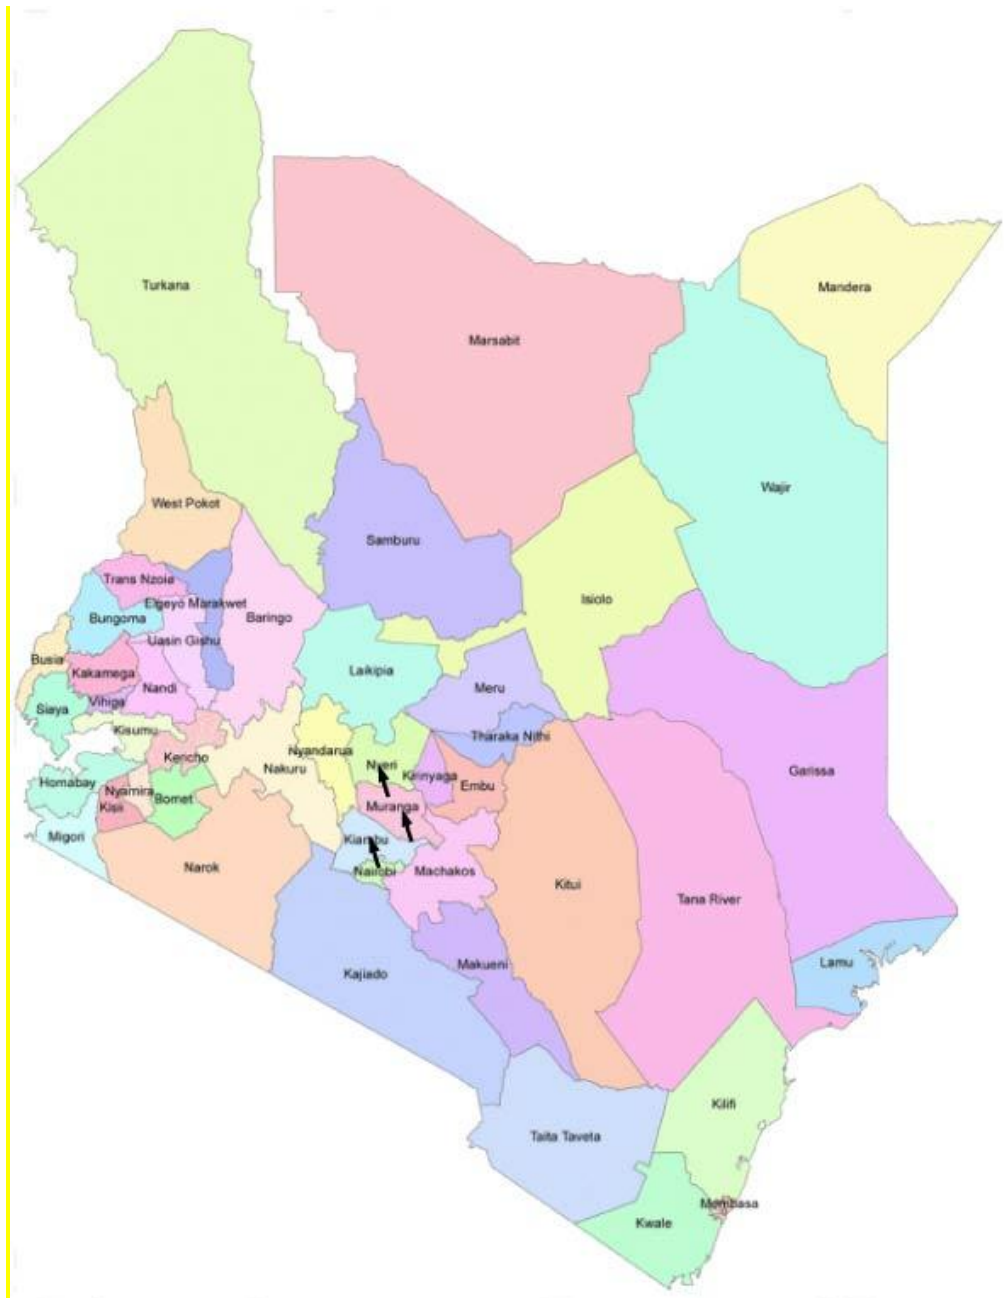 Turkana
Mandera
Marsabit
Wajir
West Pokot
Samburu
Trans Nzoia
Elgeyo Marakwet
Isiolo
Bungoma
Baringo
Uasin Gishu
Busia
Kakamega
Laikipia
Nandi
Meru
Vihiga
Siaya
Kisumu
Tharaka Nithi
Nyandarua
Kericho
Nyeri
Nakuru
Garissa
Kirinyaga
Homabay
Embu
Nyamira
Bomet
Kisii
Muranga
Migori
Kiambu
Narok
Nairobi
Machakos
Kitui
Tana River
Lamu
Makueni
Kajiado
Kilifi
Taita Taveta
Mombasa
Kwale